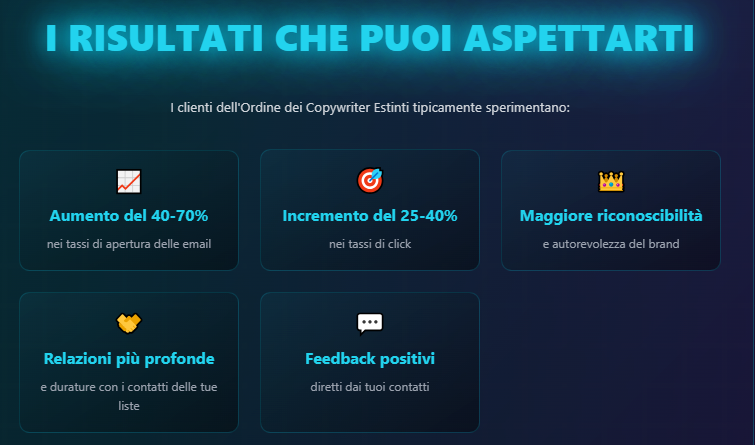 I RISULTATI CHE PUOI ASPETTARTI
I clienti dell'Ordine dei Copywriter Estinti tipicamente sperimentano:
Aumento del 40-70%
nei tassi di apertura delle email
Incremento del 25-40%
nei tassi di click
Maggiore riconoscibilità
e autorevolezza del brand
Relazioni più profonde
e durature con i contatti delle tue
liste
Feedback positivi
diretti dai tuoi contatti